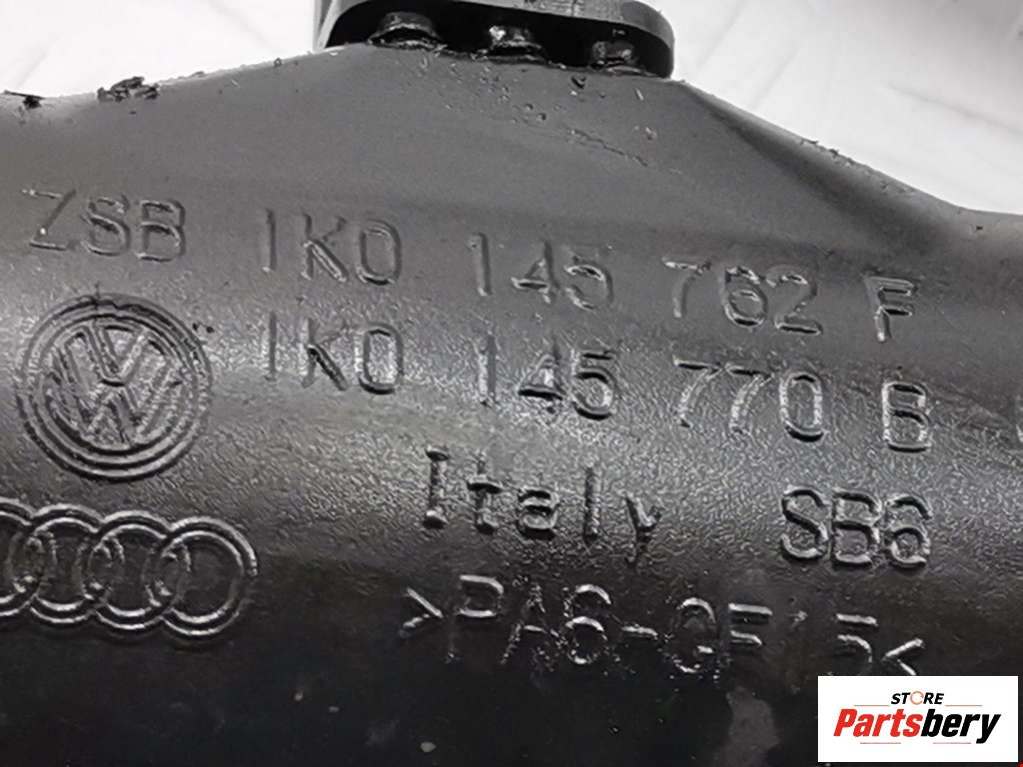 ZSB 1K0 145 762 F
1K0 145 770 B
Italy SB6
>PA6-GF15<
STORE
Partsbery